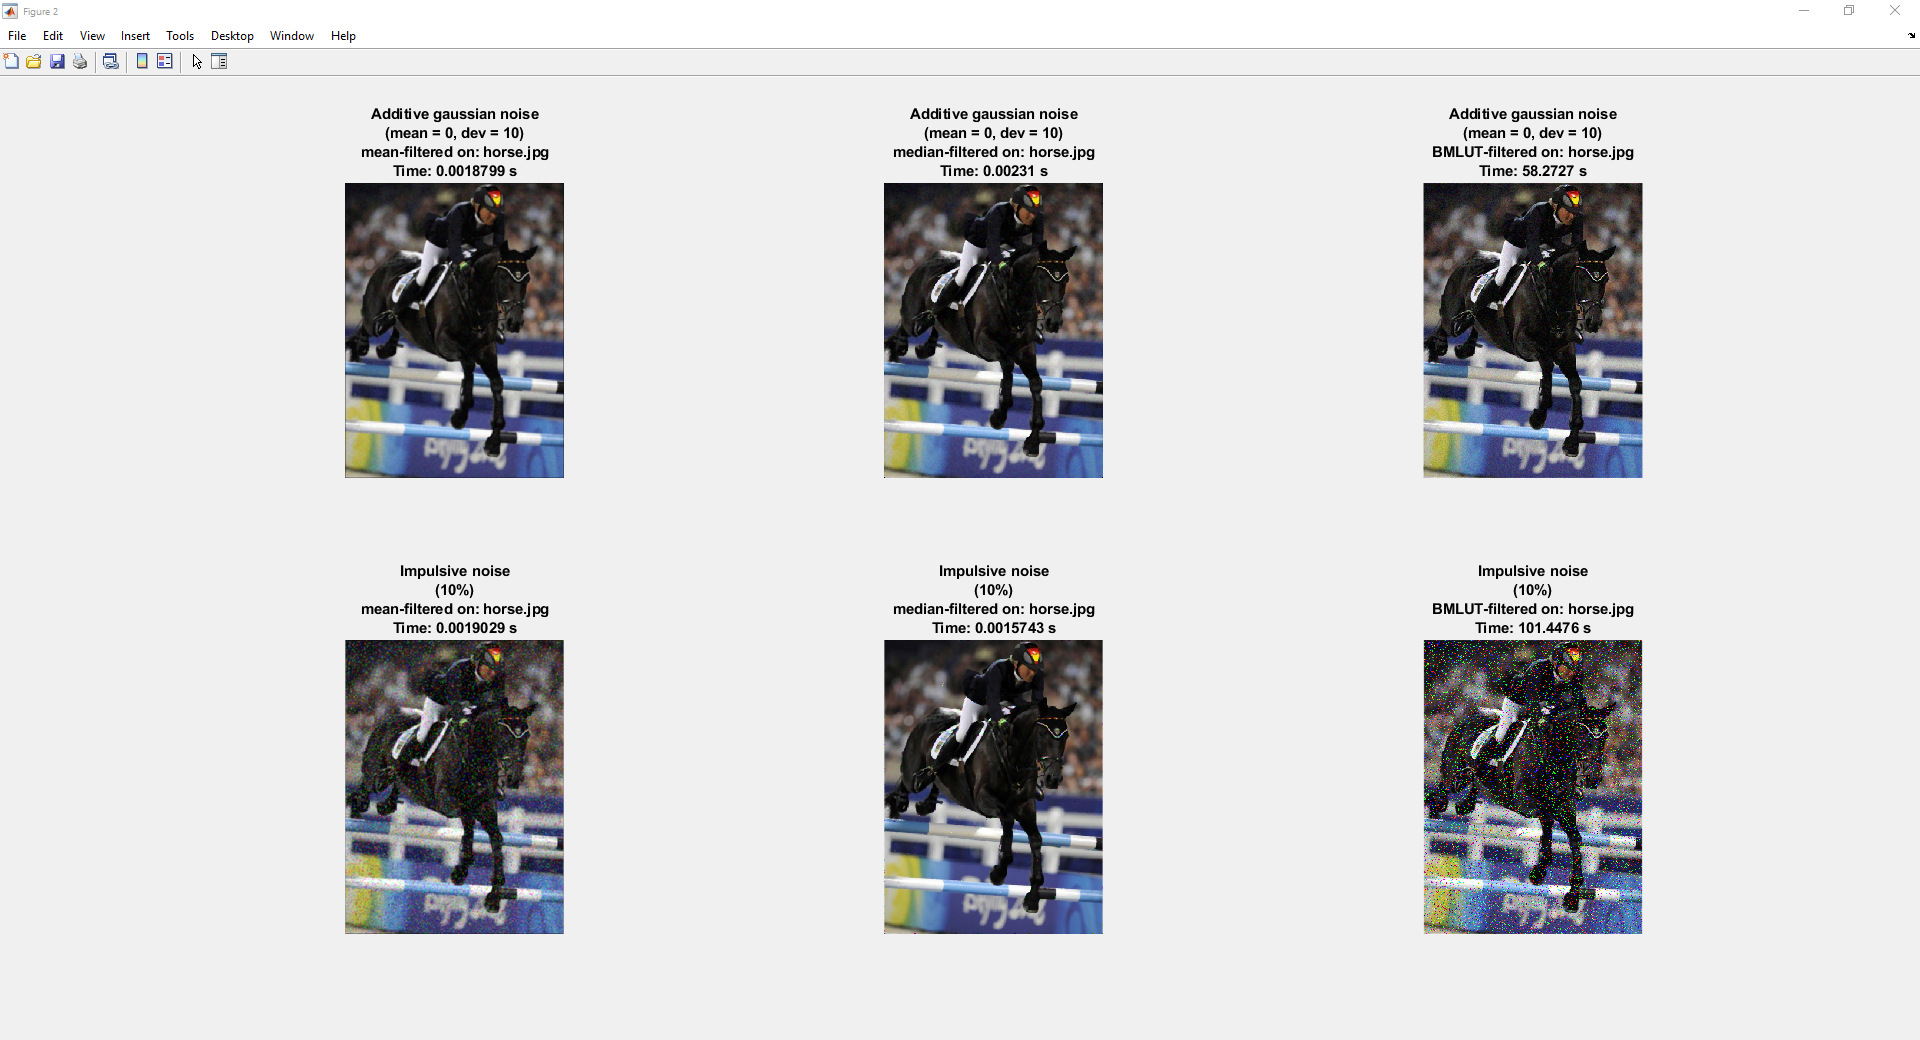 Figure 2
File Edit View Insert Tools Desktop Window Help
Additive gaussian noise
(mean = 0, dev = 10)
mean-filtered on: horse.jpg
Time: 0.0018799 s
Additive gaussian noise
(mean = 0, dev = 10)
median-filtered on: horse.jpg
Time: 0.00231 s
Additive gaussian noise
(mean = 0, dev = 10)
BMLUT-filtered on: horse.jpg
Time: 58.2727 s
Impulsive noise
(10%)
mean-filtered on: horse.jpg
Time: 0.0019029 s
Impulsive noise
(10%)
median-filtered on: horse.jpg
Time: 0.0015743 s
Impulsive noise
(10%)
BMLUT-filtered on: horse.jpg
Time: 101.4476 s